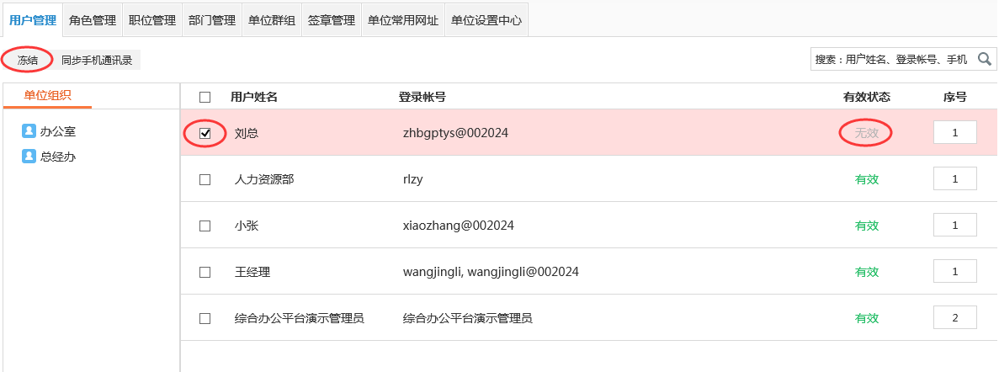 用户管理 角色管理 职位管理 部门管理 单位群组 签章管理 单位常用网址 单位设置中心
冻结 同步手机通讯录 搜索：用户姓名、登录帐号、手机
单位组织 用户姓名 登录帐号 有效状态 序号
办公室
总经办
刘总 zhbgptys@002024 无效 1
人力资源部 rlzy 有效 1
小张 xiaozhang@002024 有效 1
王经理 wangjingli, wangjingli@002024 有效 1
综合办公平台演示管理员 综合办公平台演示管理员 有效 2